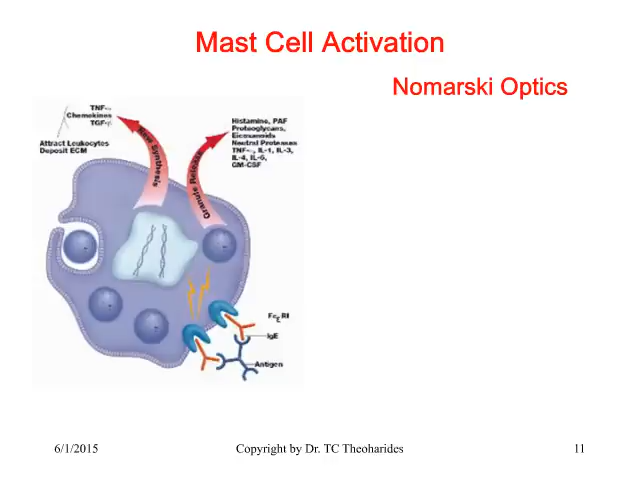 Mast Cell Activation
Nomarski Optics
TNF-α
Chemokines
TGF-
Attract Leukocytes
Deposit ECM
New Synthesis
Granule Release
Histamine, PAF
Proteoglycans,
Eicosanoids
Neutral Proteases
TNF-α, IL-1, IL-3,
IL-4, IL-6,
GM-CSF
FcεRI
IgE
Antigen
6/1/2015
Copyright by Dr. TC Theoharides
11